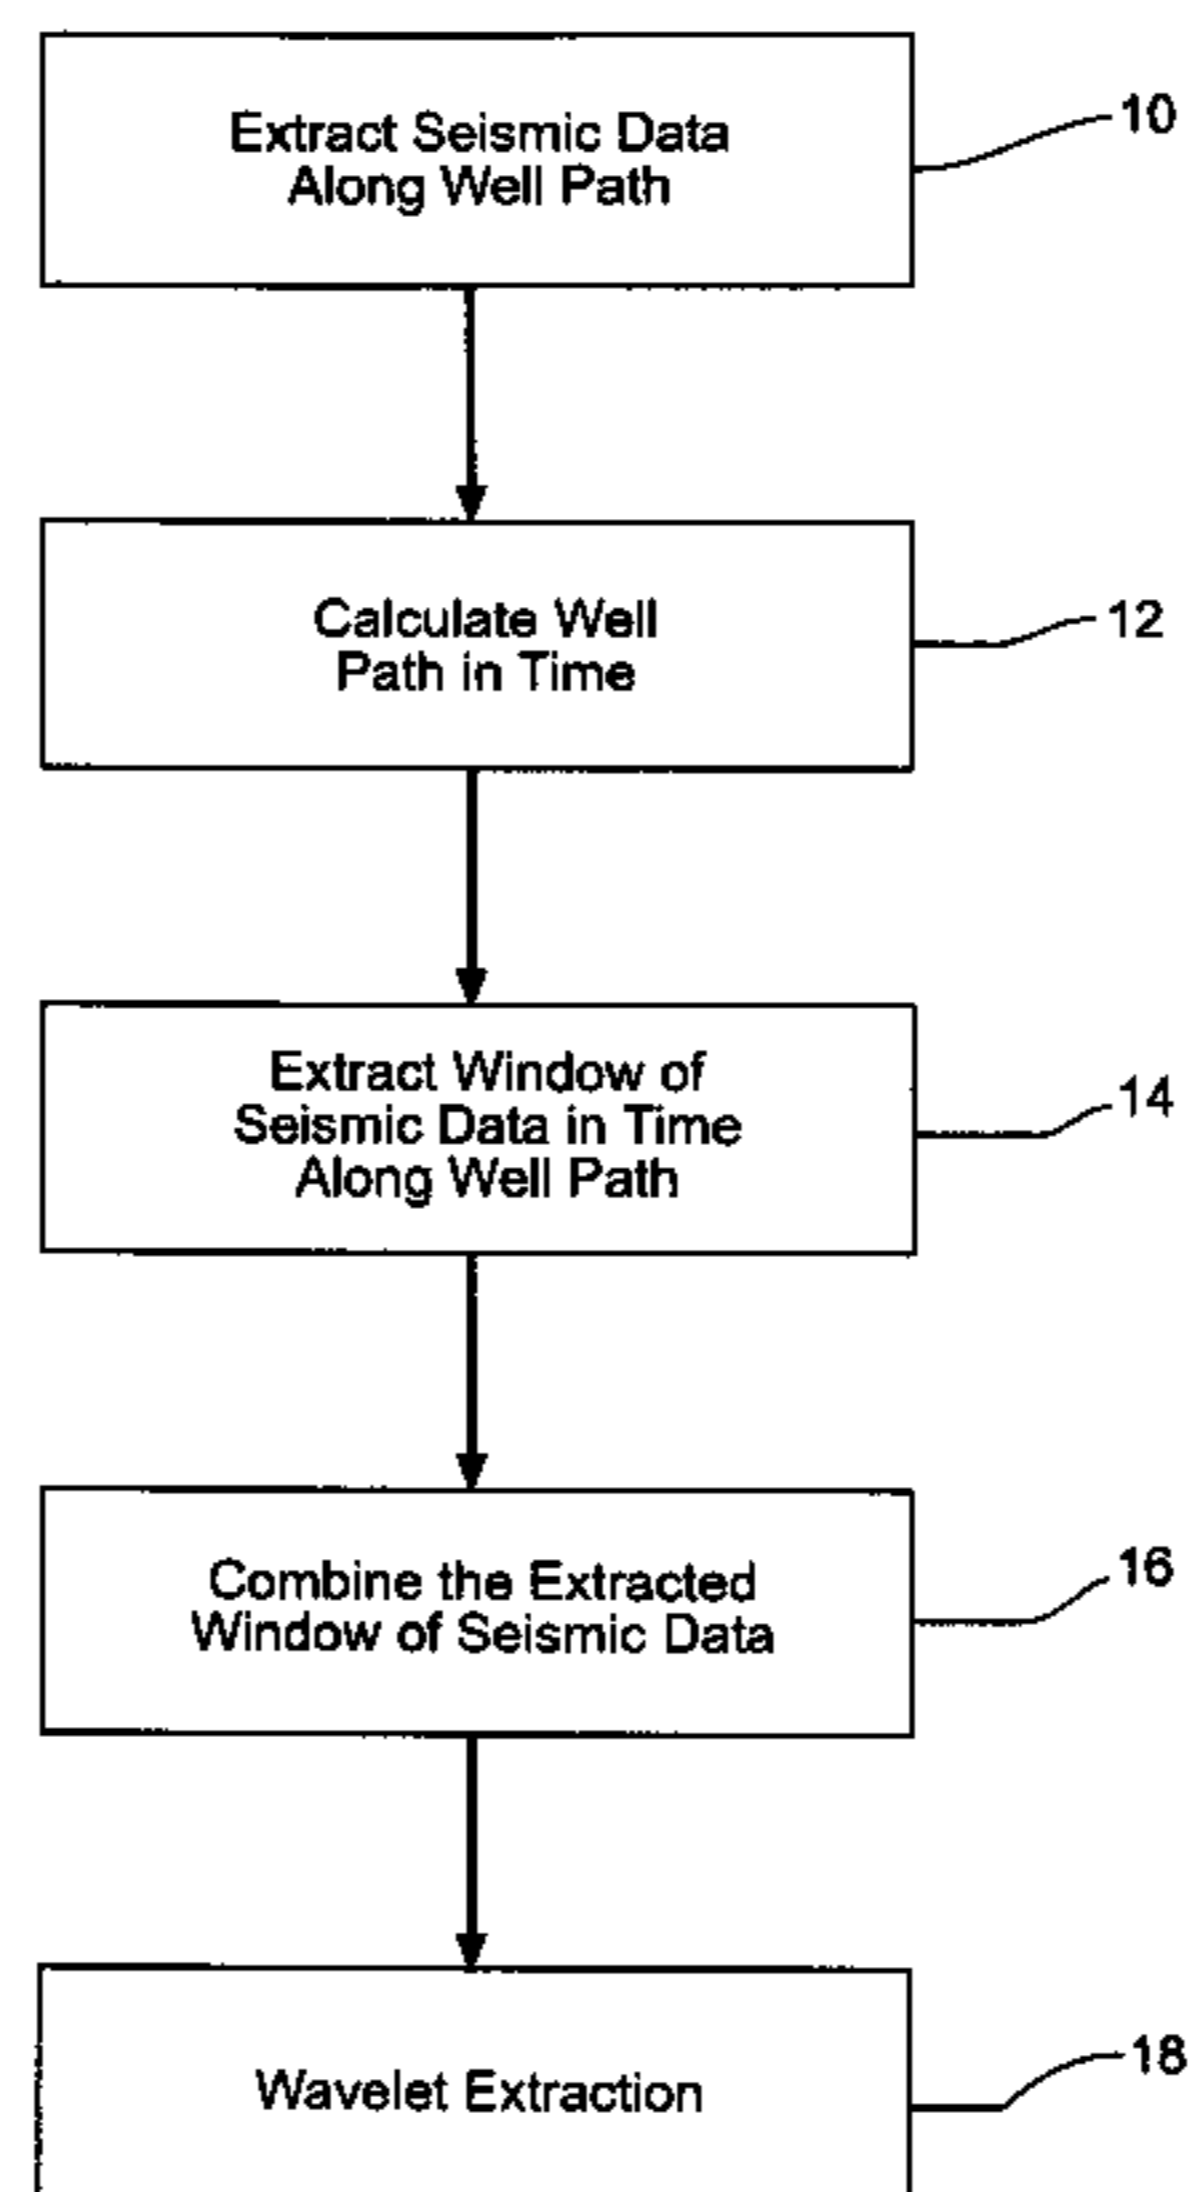 Extract Seismic Data
Along Well Path
10
Calculate Well
Path in Time
12
Extract Window of
Seismic Data in Time
Along Well Path
14
Combine the Extracted
Window of Seismic Data
16
Wavelet Extraction
18